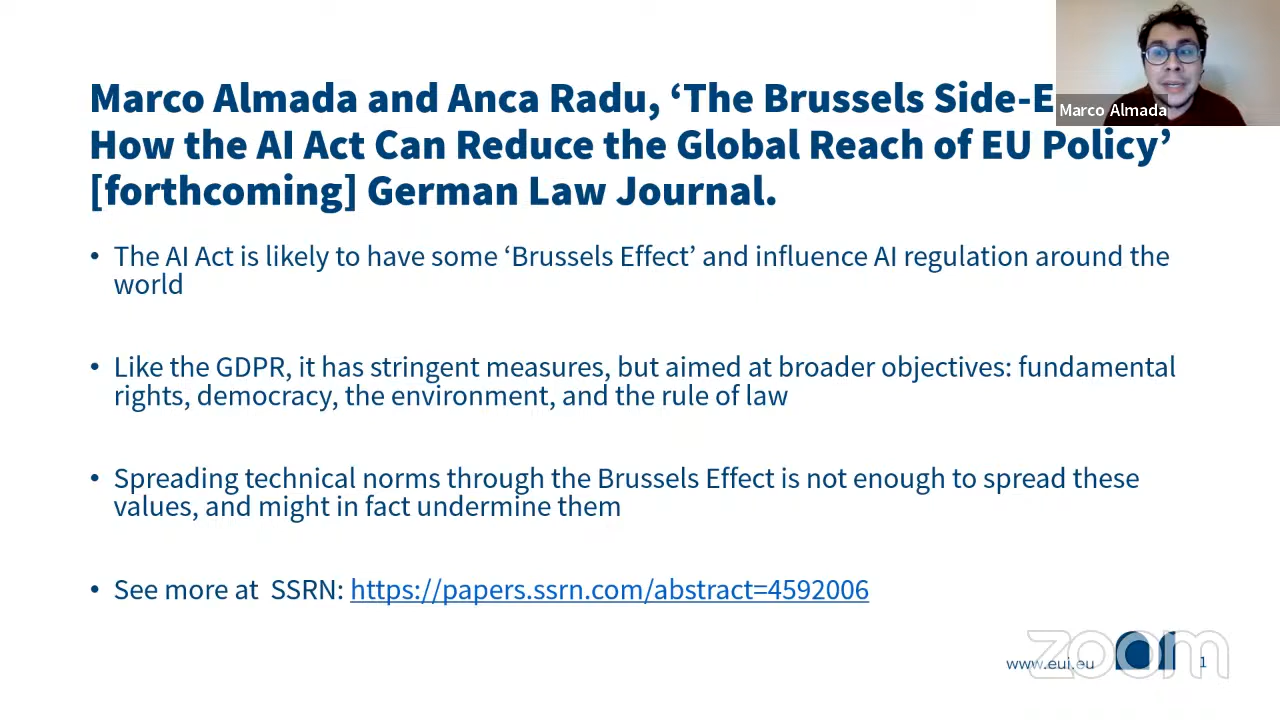 Marco Almada and Anca Radu, ‘The Brussels Side-E
How the AI Act Can Reduce the Global Reach of EU Policy’
[forthcoming] German Law Journal.
Marco Almada
• The AI Act is likely to have some ‘Brussels Effect’ and influence AI regulation around the
world
• Like the GDPR, it has stringent measures, but aimed at broader objectives: fundamental
rights, democracy, the environment, and the rule of law
• Spreading technical norms through the Brussels Effect is not enough to spread these
values, and might in fact undermine them
• See more at  SSRN: https://papers.ssrn.com/abstract=4592006
www.eui.eu
zoom
1